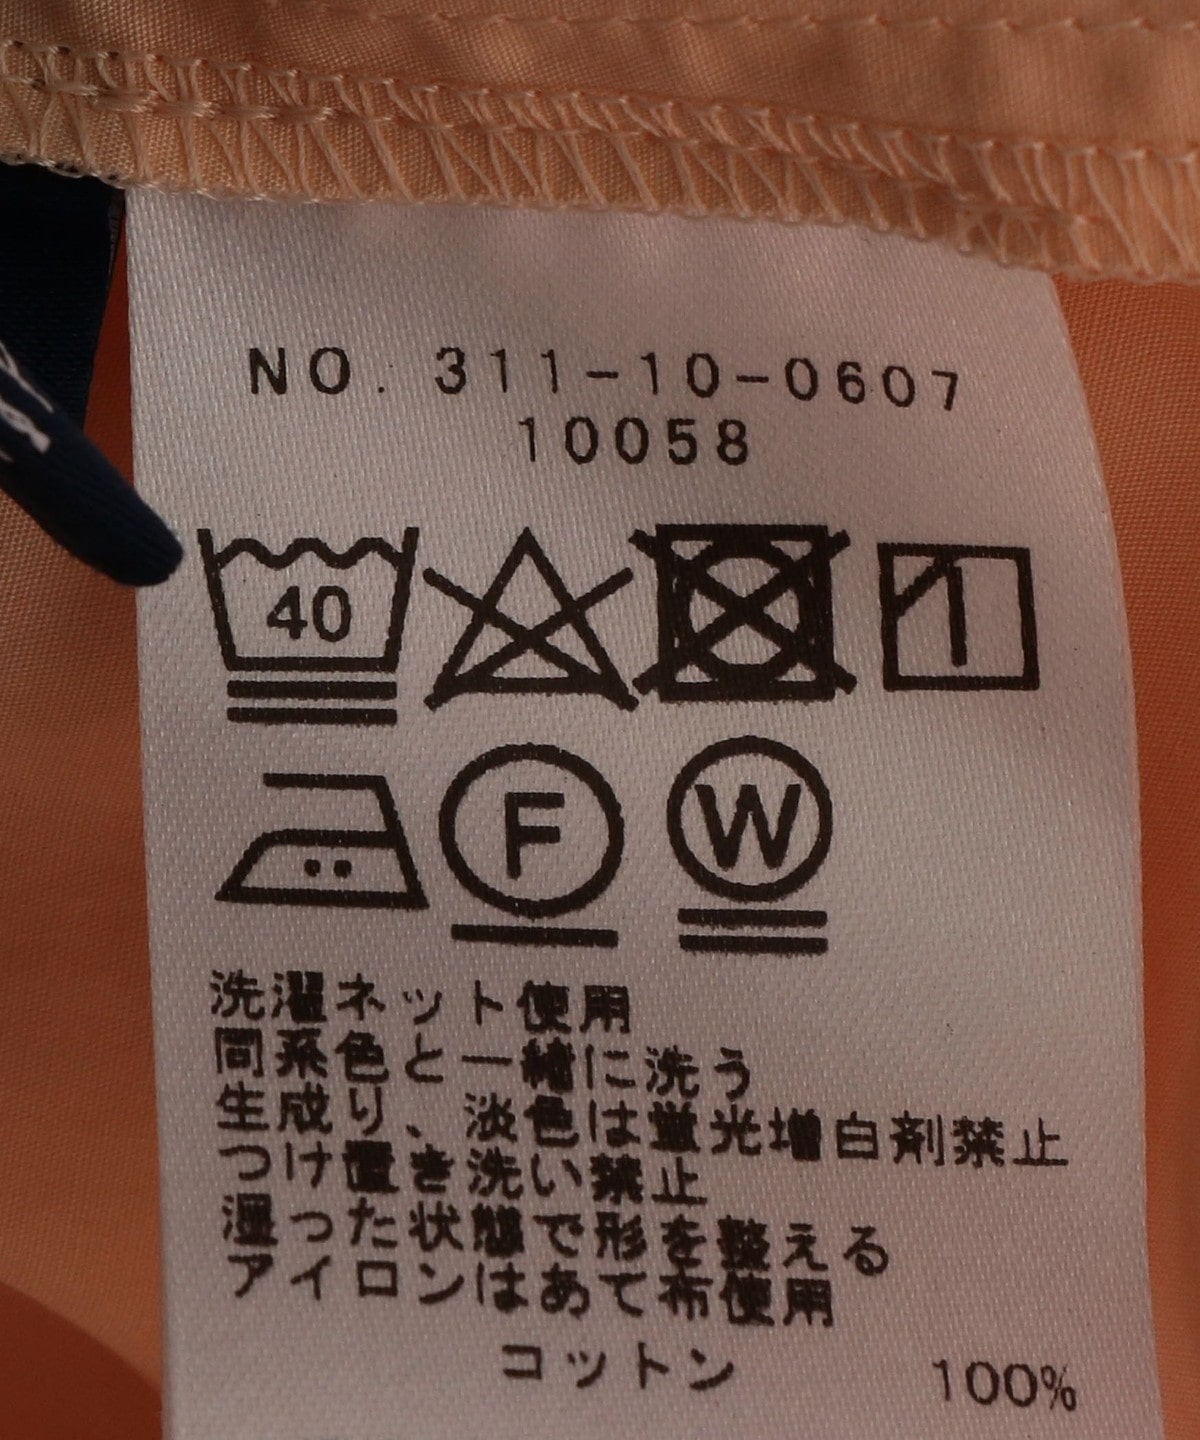 NO. 311-10-0607
10058
40
F W
洗濯ネット使用
同系色と一緒に洗う
生成り、淡色は蛍光増白剤禁止
つけ置き洗い禁止
湿った状態で形を整える
アイロンはあて布使用
コットン 100%